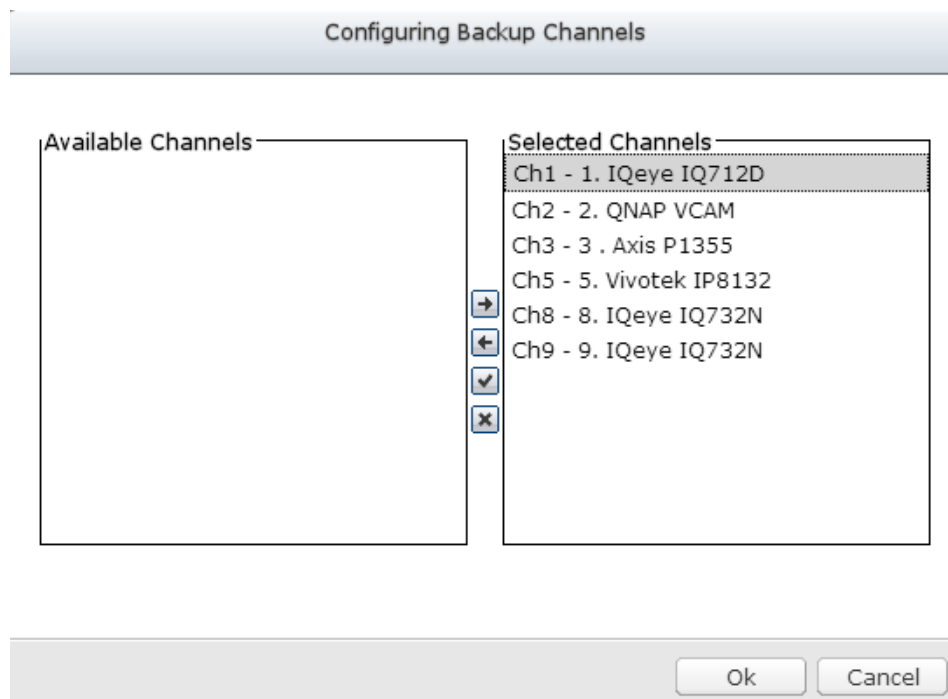 Configuring Backup Channels
Available Channels
Selected Channels
Ch1 - 1. IQeye IQ712D
Ch2 - 2. QNAP VCAM
Ch3 - 3 . Axis P1355
Ch5 - 5. Vivotek IP8132
Ch8 - 8. IQeye IQ732N
Ch9 - 9. IQeye IQ732N
Ok
Cancel